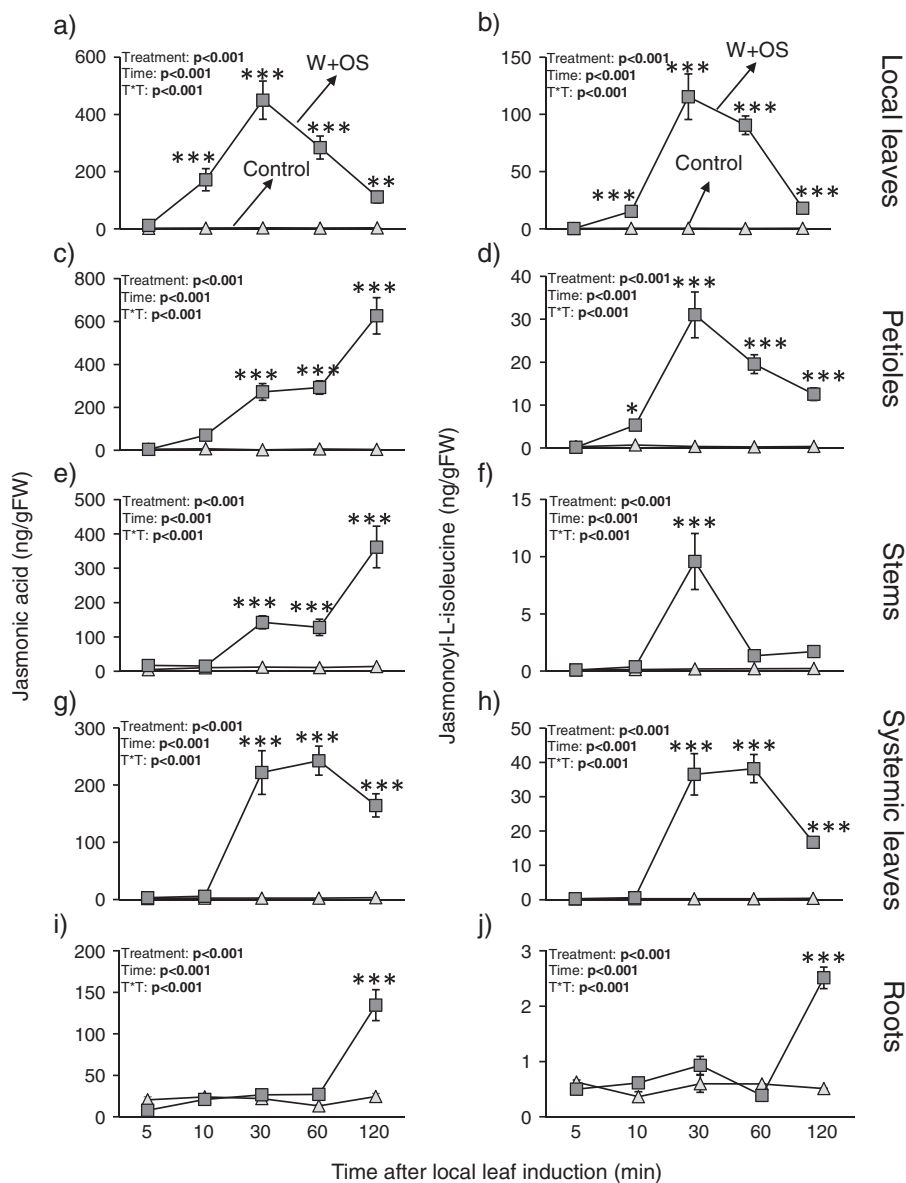 a)
600
400
200
0
Treatment: p<0.001
Time: p<0.001
T*T: p<0.001
***
***
***
**
W+OS
Control
b)
150
100
75
50
25
0
Treatment: p<0.001
Time: p<0.001
T*T: p<0.001
***
***
***
***
W+OS
Control
Local leaves
c)
800
600
400
200
0
Treatment: p<0.001
Time: p<0.001
T*T: p<0.001
***
***
***
d)
40
30
20
10
0
Treatment: p<0.001
Time: p<0.001
T*T: p<0.001
*
***
***
***
Petioles
e)
500
400
300
200
100
0
Treatment: p<0.001
Time: p<0.001
T*T: p<0.001
***
***
***
f)
15
10
5
0
Treatment: p<0.001
Time: p<0.001
T*T: p<0.001
***
Stems
g)
300
200
100
0
Treatment: p<0.001
Time: p<0.001
T*T: p<0.001
***
***
***
h)
50
40
30
20
10
0
Treatment: p<0.001
Time: p<0.001
T*T: p<0.001
***
***
***
Systemic leaves
i)
200
150
100
50
0
Treatment: p<0.001
Time: p<0.001
T*T: p<0.001
***
5 10 30 60 120
j)
3
2
1
0
Treatment: p<0.001
Time: p<0.001
T*T: p<0.001
***
5 10 30 60 120
Roots
Jasmonic acid (ng/gFW)
Jasmonoyl-L-isoleucine (ng/gFW)
Time after local leaf induction (min)